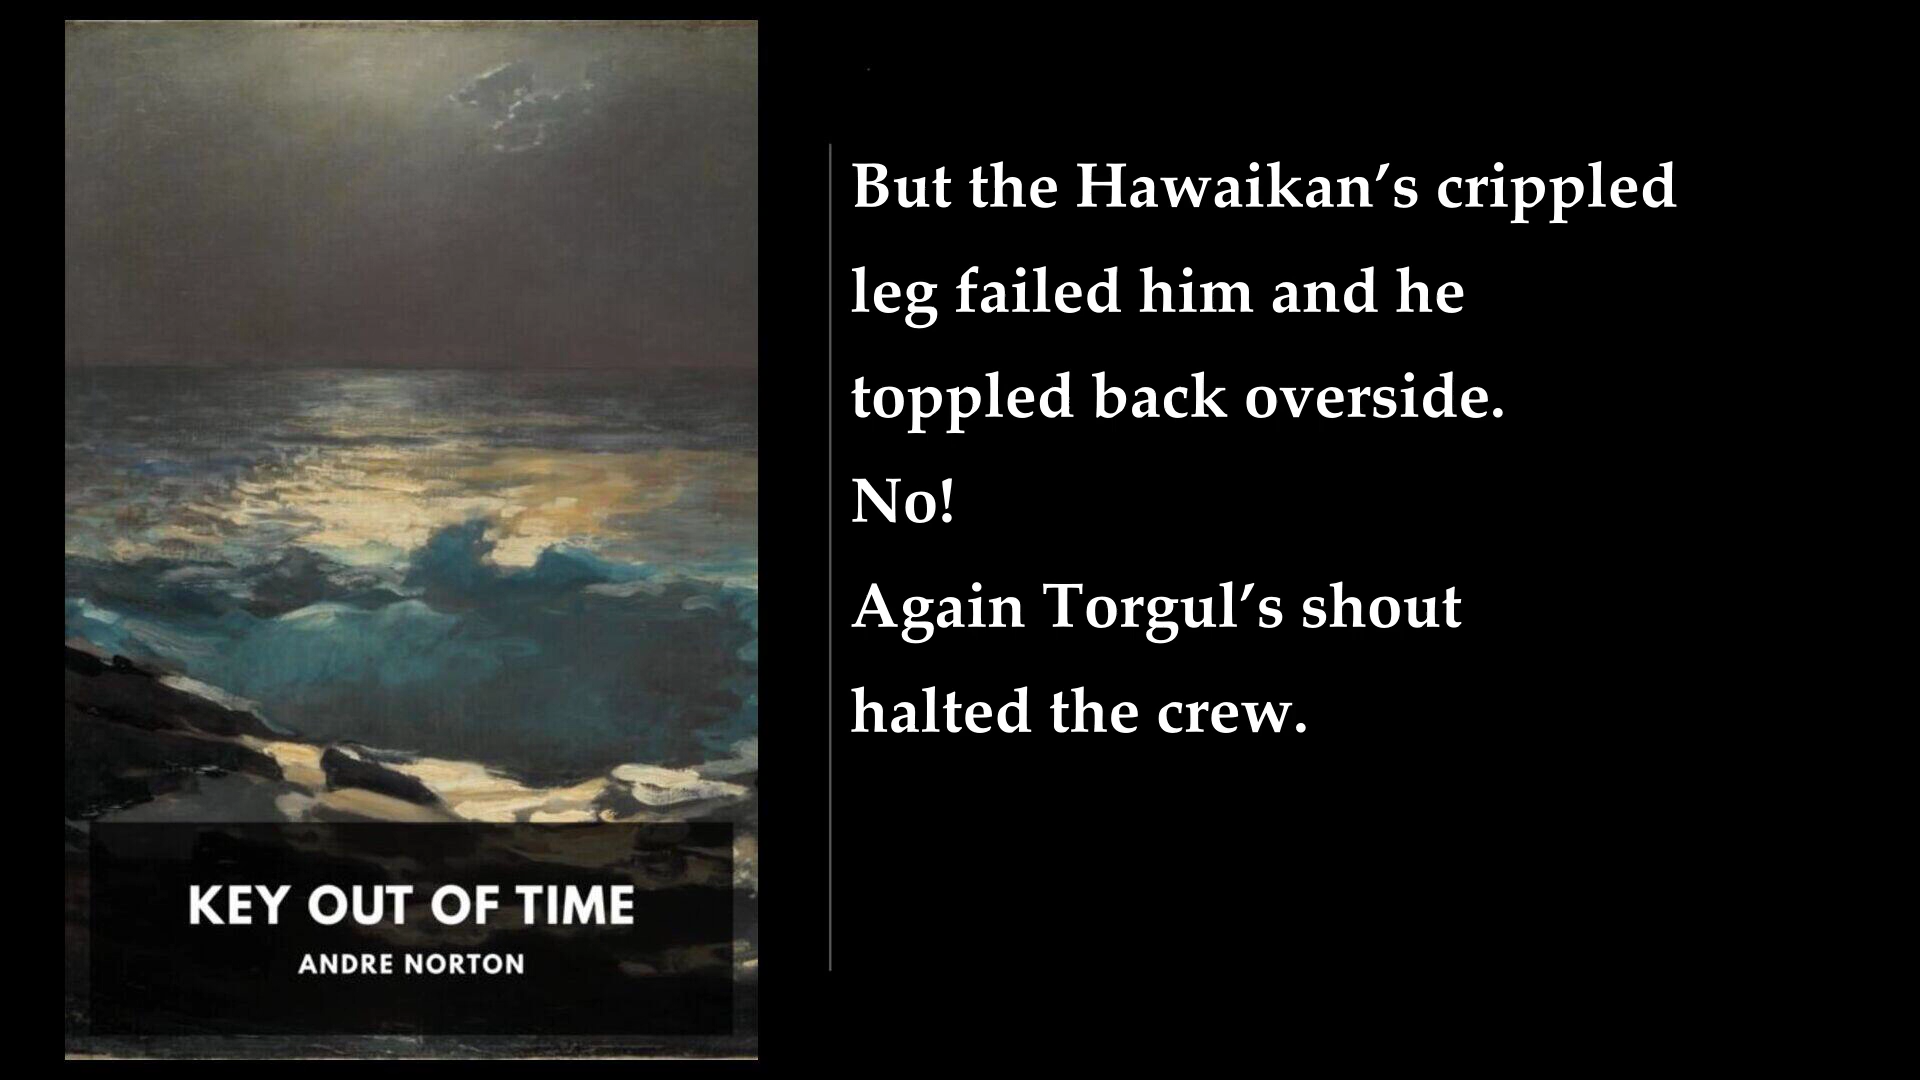 KEY OUT OF TIME
ANDRE NORTON
But the Hawaikan’s crippled
leg failed him and he
toppled back overside.
No!
Again Torgul’s shout
halted the crew.